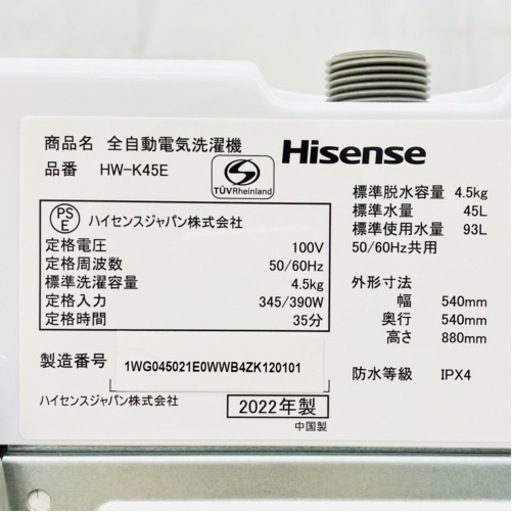 商品名 全自動電気洗濯機
品番 HW-K45E
S
TÜVRheinland
Hisense
PS
E
ハイセンスジャパン株式会社
定格電圧 100V
定格周波数 50/60Hz
標準洗濯容量 4.5kg
定格入力 345/390W
定格時間 35分
標準脱水容量 4.5kg
標準水量 45L
標準使用水量 93L
50/60Hz共用
外形寸法
幅 540mm
奥行 540mm
高さ 880mm
防水等級 IPX4
製造番号 1WG045021E0WWB4ZK120101
ハイセンスジャパン株式会社
2022年製
中国製